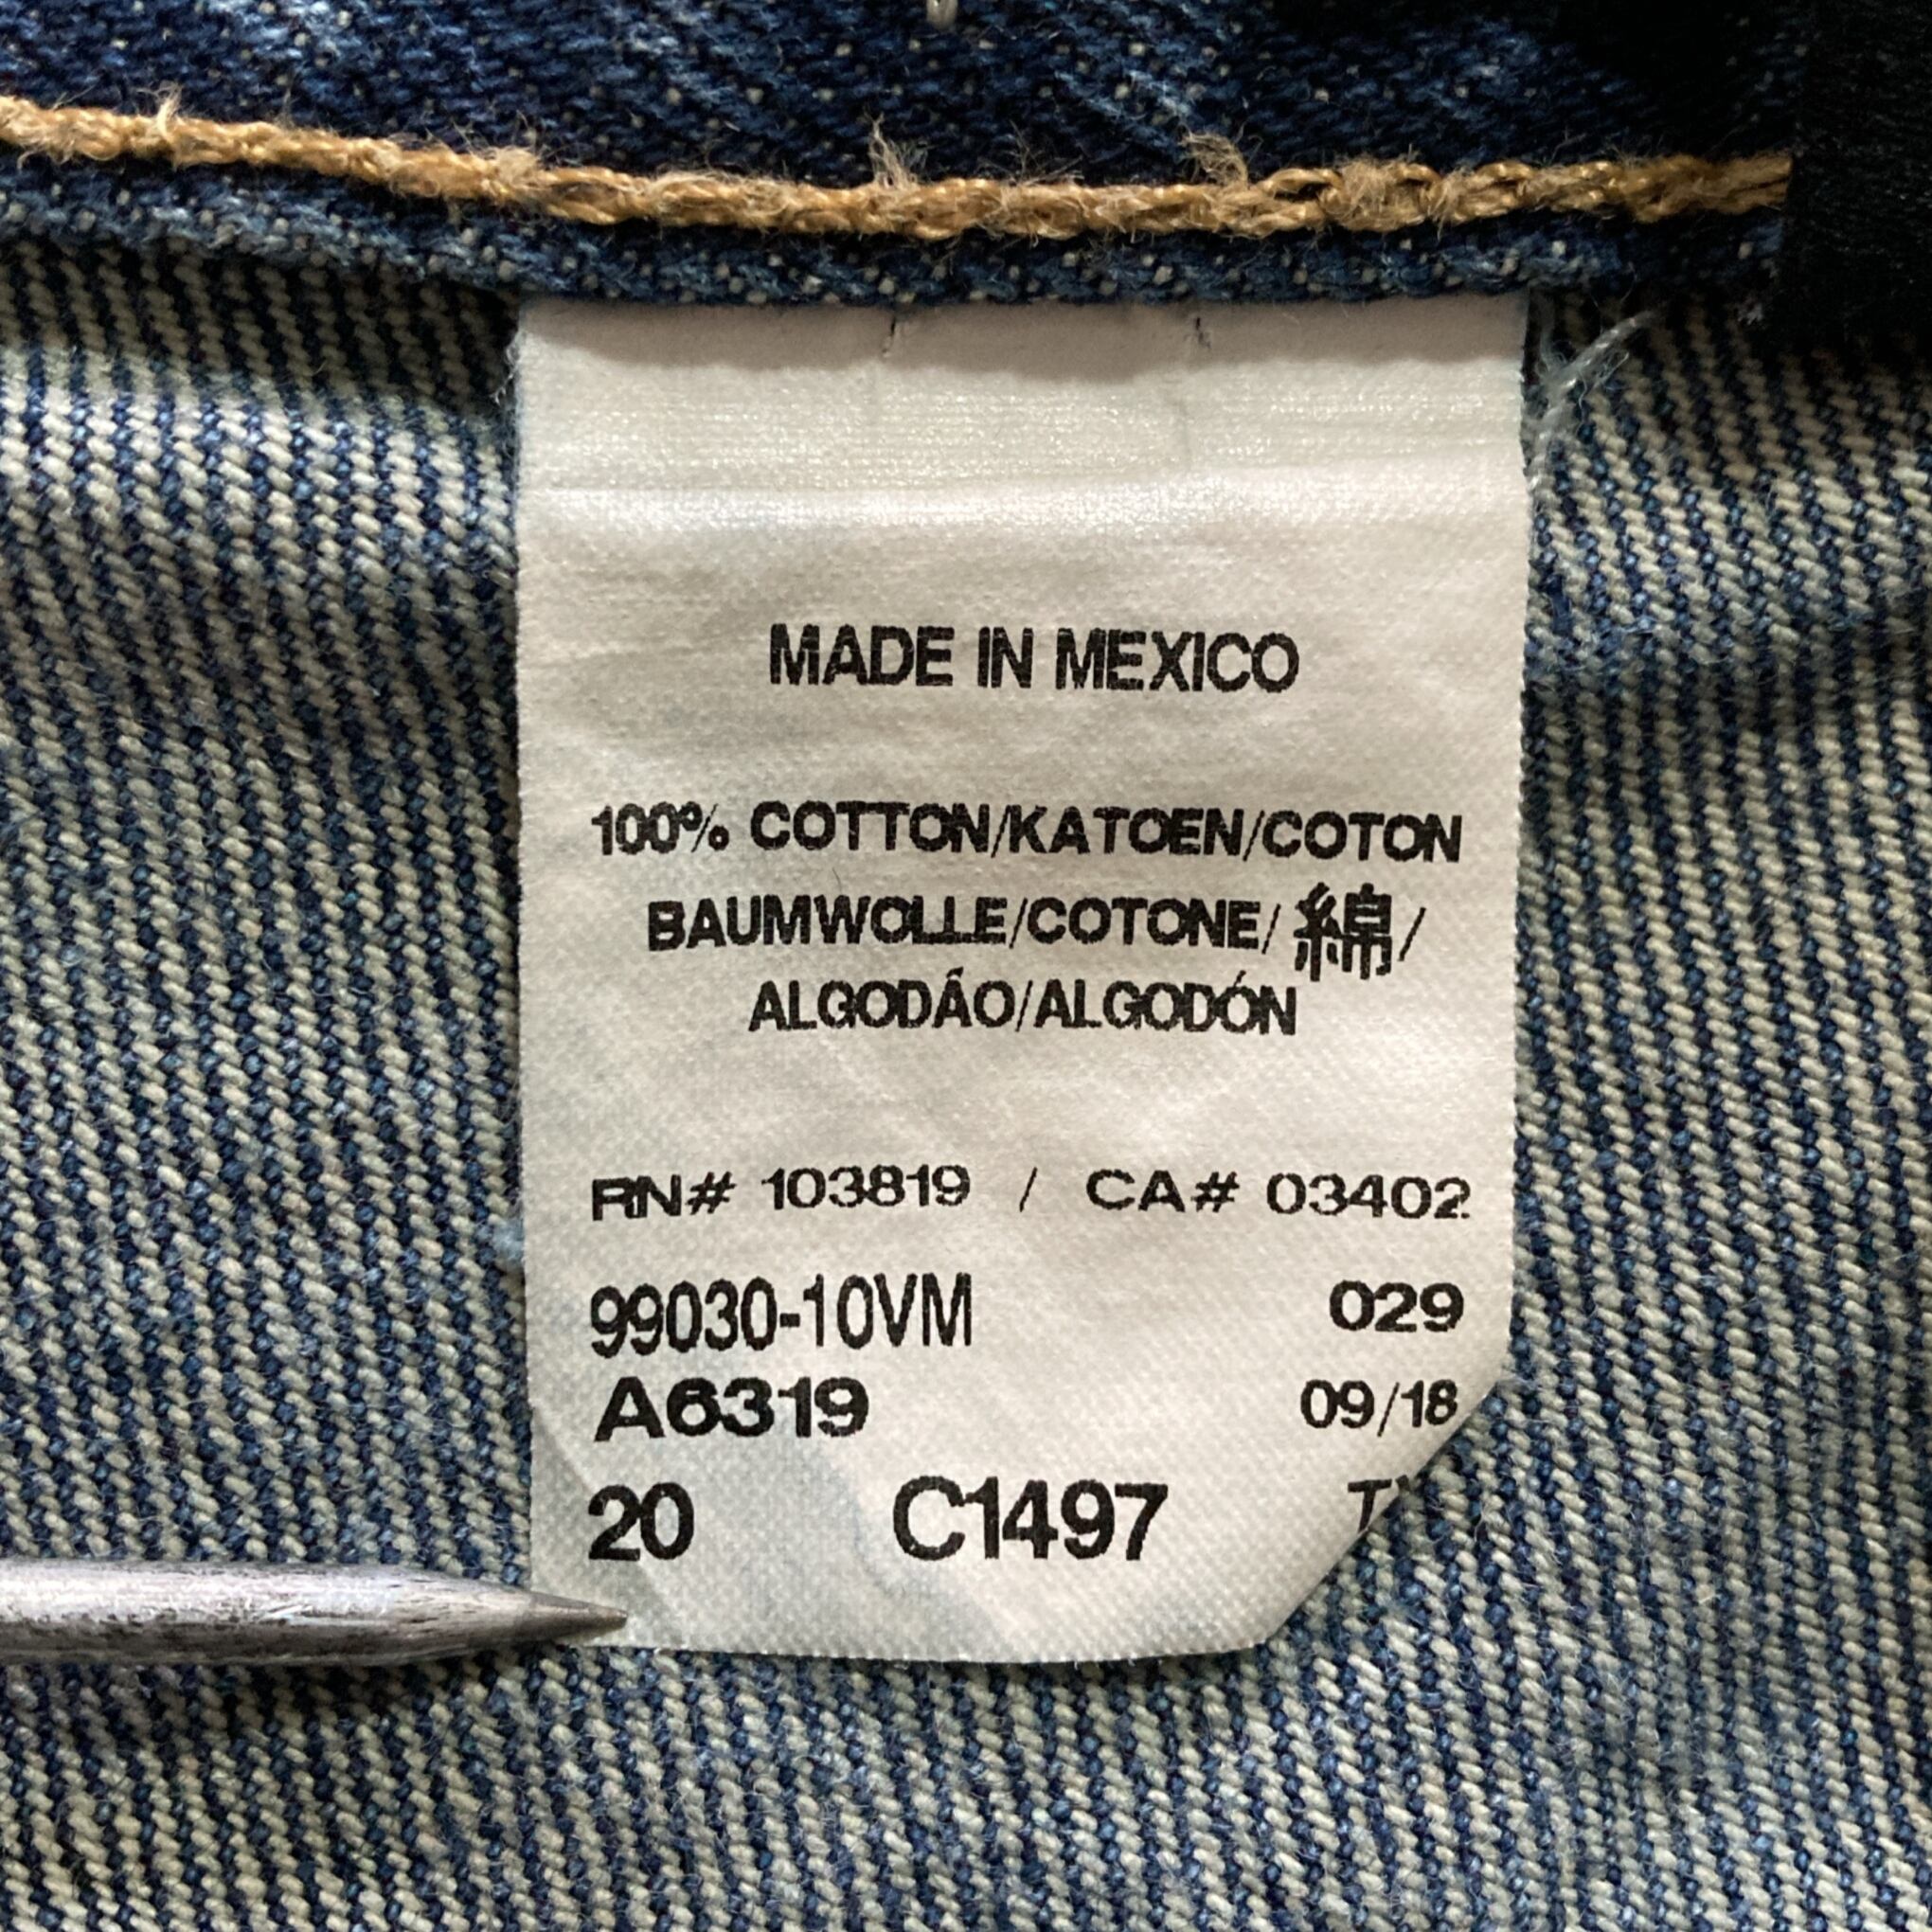 MADE IN MEXICO
100% COTTON/KATOEN/COTON
BAUMWOLLE/COTONE/綿/
ALGODÃO/ALGODÓN
RN# 103819 / CA# 03402
99030-10VM 029
A6319 09/18
20 C1497